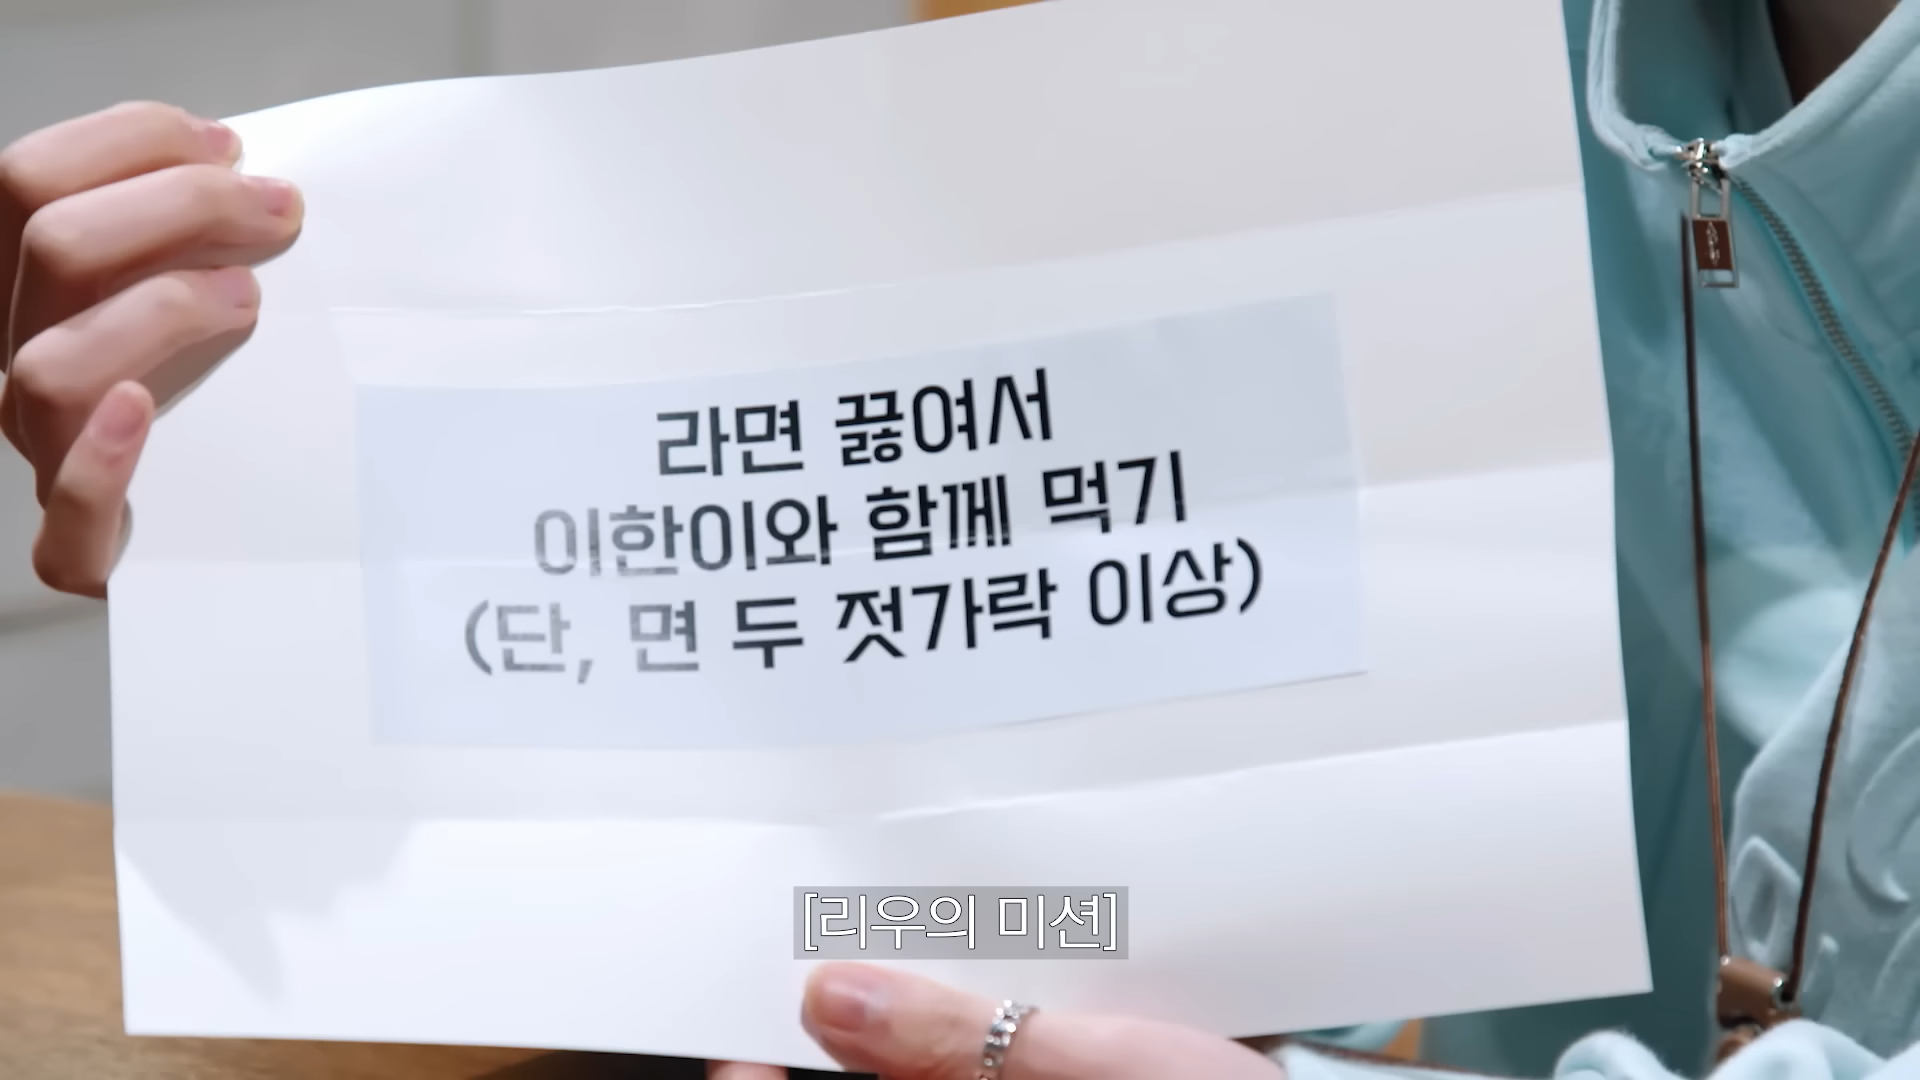 라면 끓여서
이한이와 함께 먹기
(단, 면 두 젓가락 이상)
[리우의 미션]